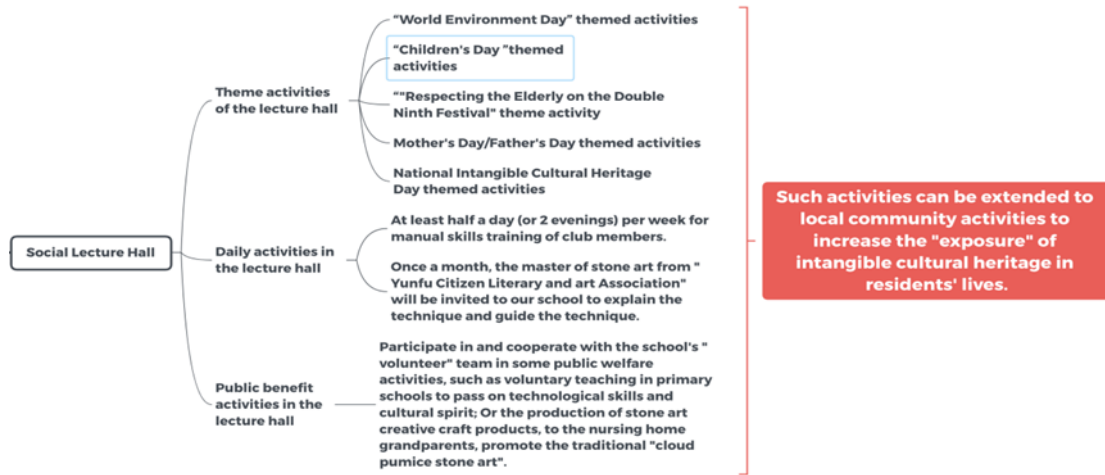 Social Lecture Hall
Theme activities
of the lecture hall
"World Environment Day" themed activities
"Children's Day "themed
activities
""Respecting the Elderly on the Double
Ninth Festival" theme activity
Mother's Day/Father's Day themed activities
National Intangible Cultural Heritage
Day themed activities
Daily activities in
the lecture hall
At least half a day (or 2 evenings) per week for
manual skills training of club members.
Once a month, the master of stone art from "
Yunfu Citizen Literary and art Association"
will be invited to our school to explain the
technique and guide the technique.
Public benefit
activities in the
lecture hall
Participate in and cooperate with the school's "
volunteer" team in some public welfare
activities, such as voluntary teaching in primary
schools to pass on technological skills and
cultural spirit; Or the production of stone art
creative craft products, to the nursing home
grandparents, promote the traditional "cloud
pumice stone art".
Such activities can be extended to
local community activities to
increase the "exposure" of
intangible cultural heritage in
residents' lives.